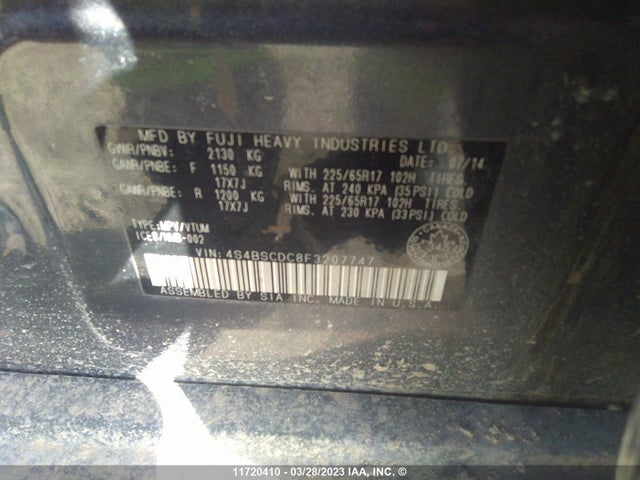 MFD BY FUJI HEAVY INDUSTRIES LTD.
GVWR/PNBV: 2130 KG DATE: 07/14
GAWR/PNBE: F 1150 KG WITH 225/65R17 102H TIRES
17X7J RIMS. AT 240 KPA (35PSI) COLD
GAWR/PNBE: R 1200 KG WITH 225/65R17 102H TIRES
17X7J RIMS. AT 230 KPA (33PSI) COLD
TYPE:MPV/VTUM
ICES/NMB-002
VIN: 4S4BSCDC8F3207747
ASSEMBLED BY SIA INC. MADE IN U.S.A.
11720410 - 03/28/2023 IAA, INC. ©